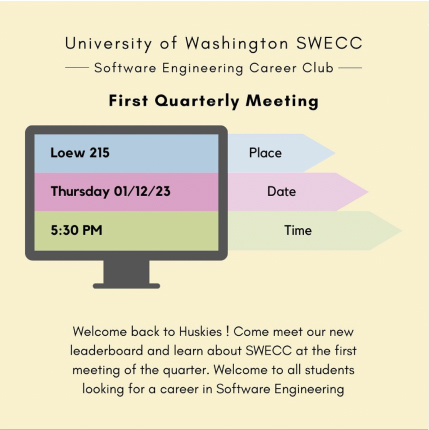 University of Washington SWECC
Software Engineering Career Club
First Quarterly Meeting
Loew 215 Place
Thursday 01/12/23 Date
5:30 PM Time
Welcome back to Huskies ! Come meet our new
leaderboard and learn about SWECC at the first
meeting of the quarter. Welcome to all students
looking for a career in Software Engineering